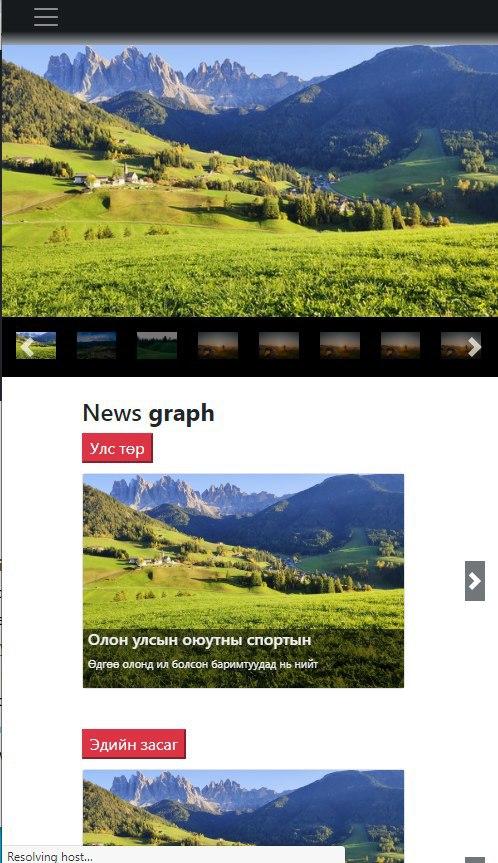 News graph
Улс төр
Олон улсын оюутны спортын
Өдгөө олонд ил болсон баримтуудад нь нийт
Эдийн засаг
Resolving host...